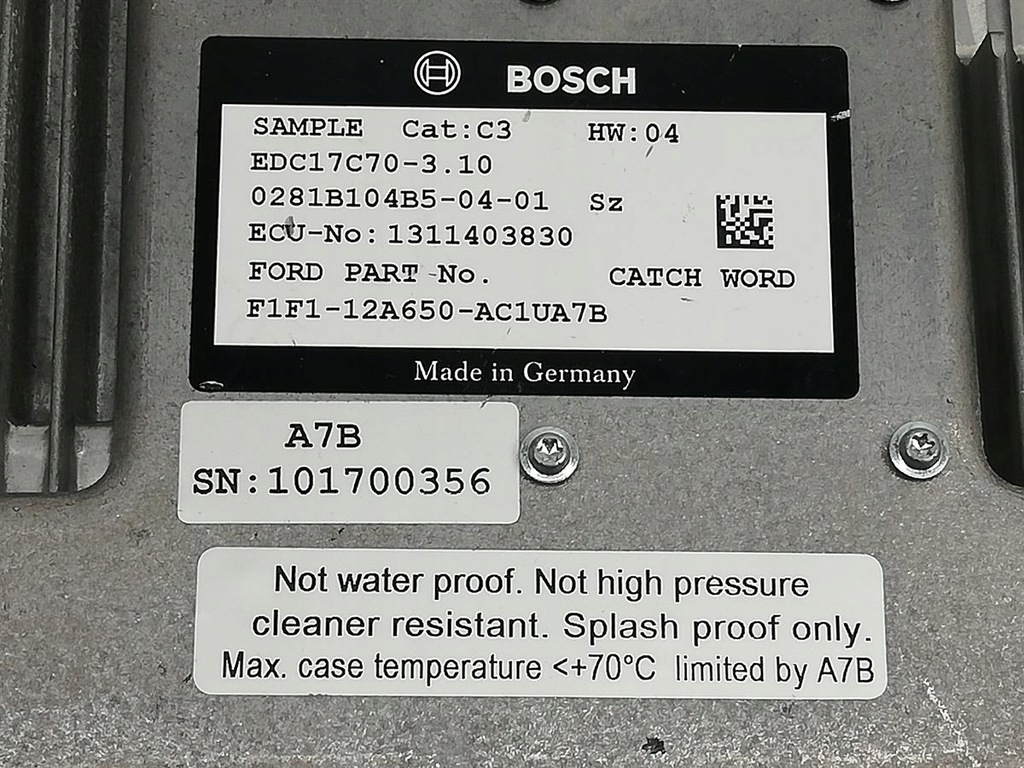 BOSCH
SAMPLE Cat:C3 HW:04
EDC17C70-3.10
0281B104B5-04-01 Sz
ECU-No:1311403830
FORD PART No. CATCH WORD
F1F1-12A650-AC1UA7B
Made in Germany
A7B
SN:101700356
Not water proof. Not high pressure
cleaner resistant. Splash proof only.
Max. case temperature <+70°C limited by A7B